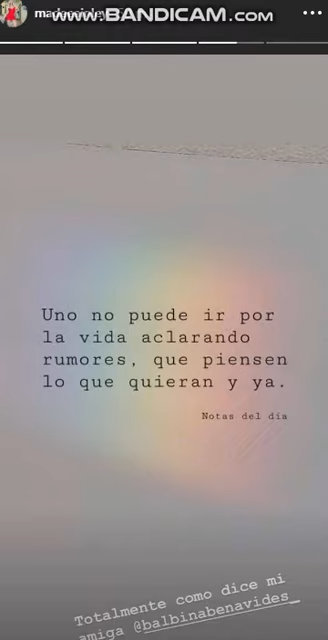 www.BANDICAM.com
Uno no puede ir por
la vida aclarando
rumores, que piensen
lo que quieran y ya.
Notas del día
Totalmente como dice mi
amiga @balbinabenavides_